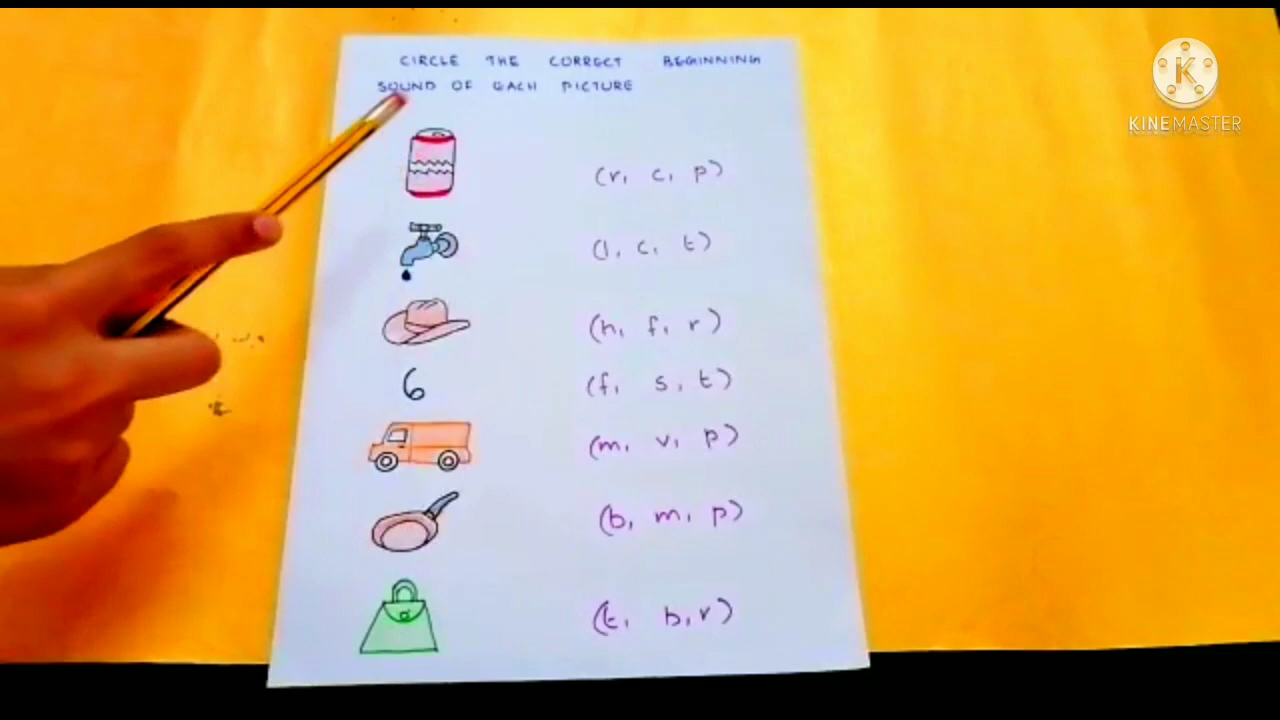 CIRCLE THE CORRECT BEGINNING
SOUND OF EACH PICTURE
(r, c, p)
(l, c, t)
(h, f, r)
6 (f, s, t)
(m, v, p)
(b, m, p)
(t, b, r)
K
KINEMASTER